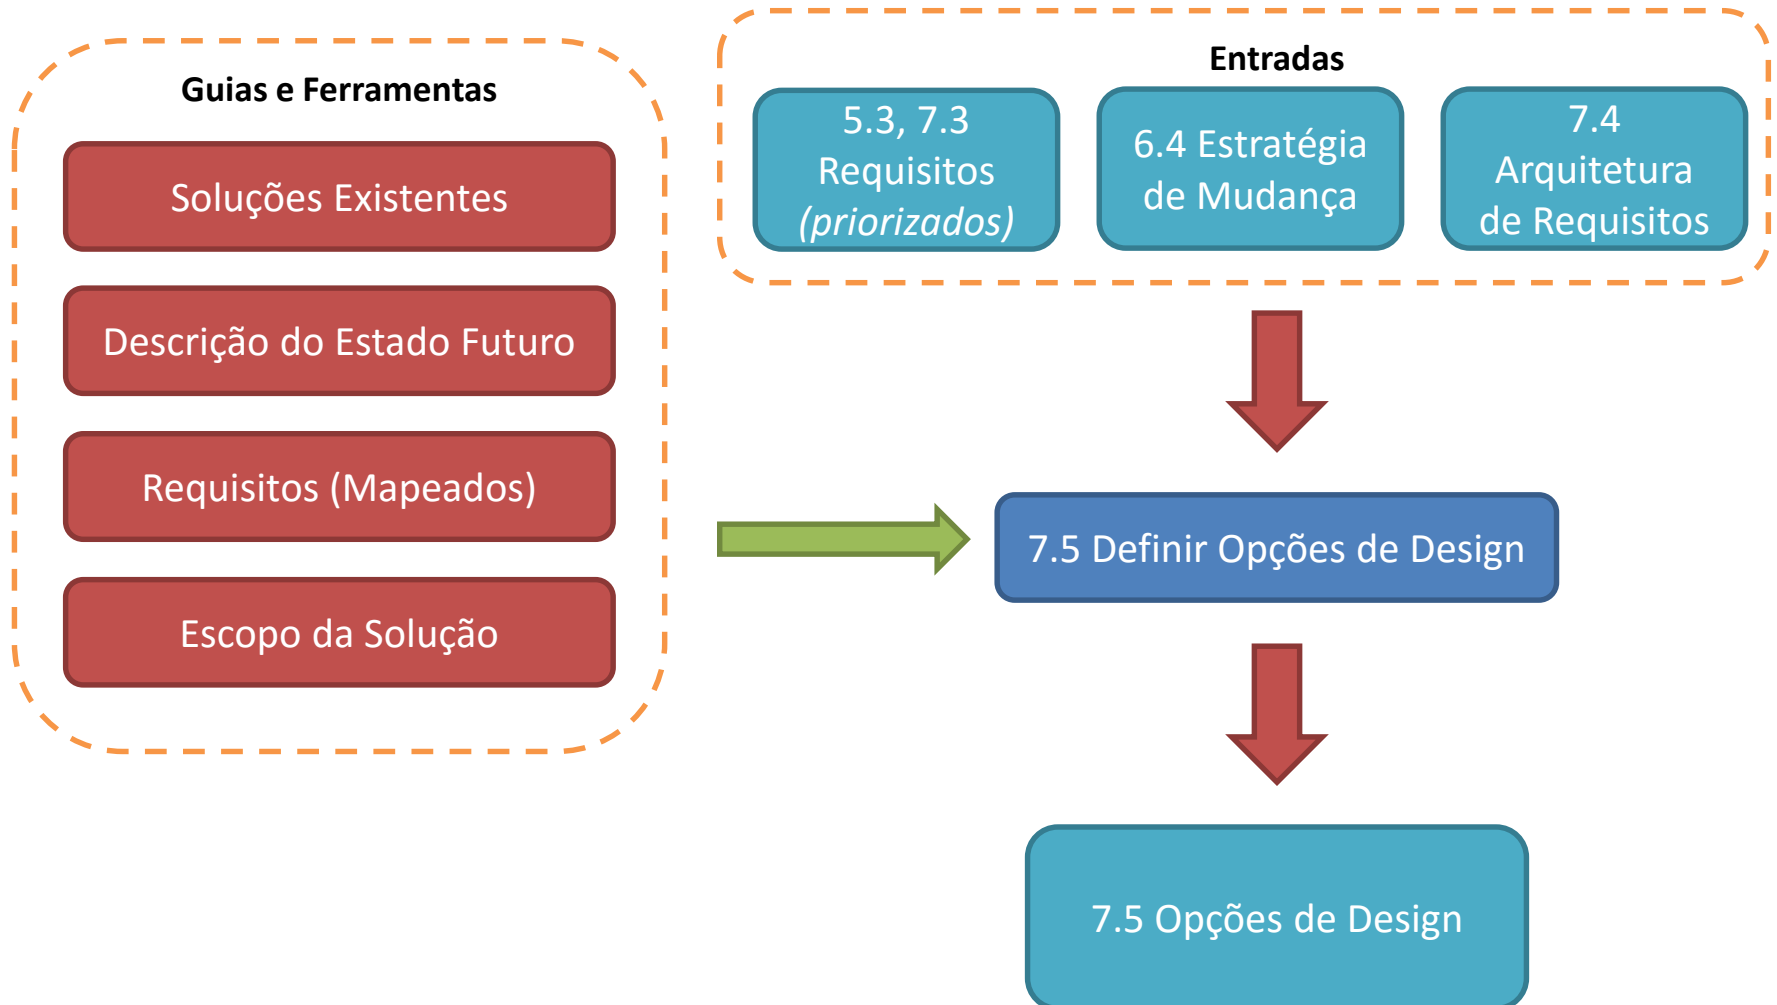 Guias e Ferramentas
Soluções Existentes
Descrição do Estado Futuro
Requisitos (Mapeados)
Escopo da Solução
Entradas
5.3, 7.3
Requisitos
(priorizados)
6.4 Estratégia
de Mudança
7.4
Arquitetura
de Requisitos
7.5 Definir Opções de Design
7.5 Opções de Design